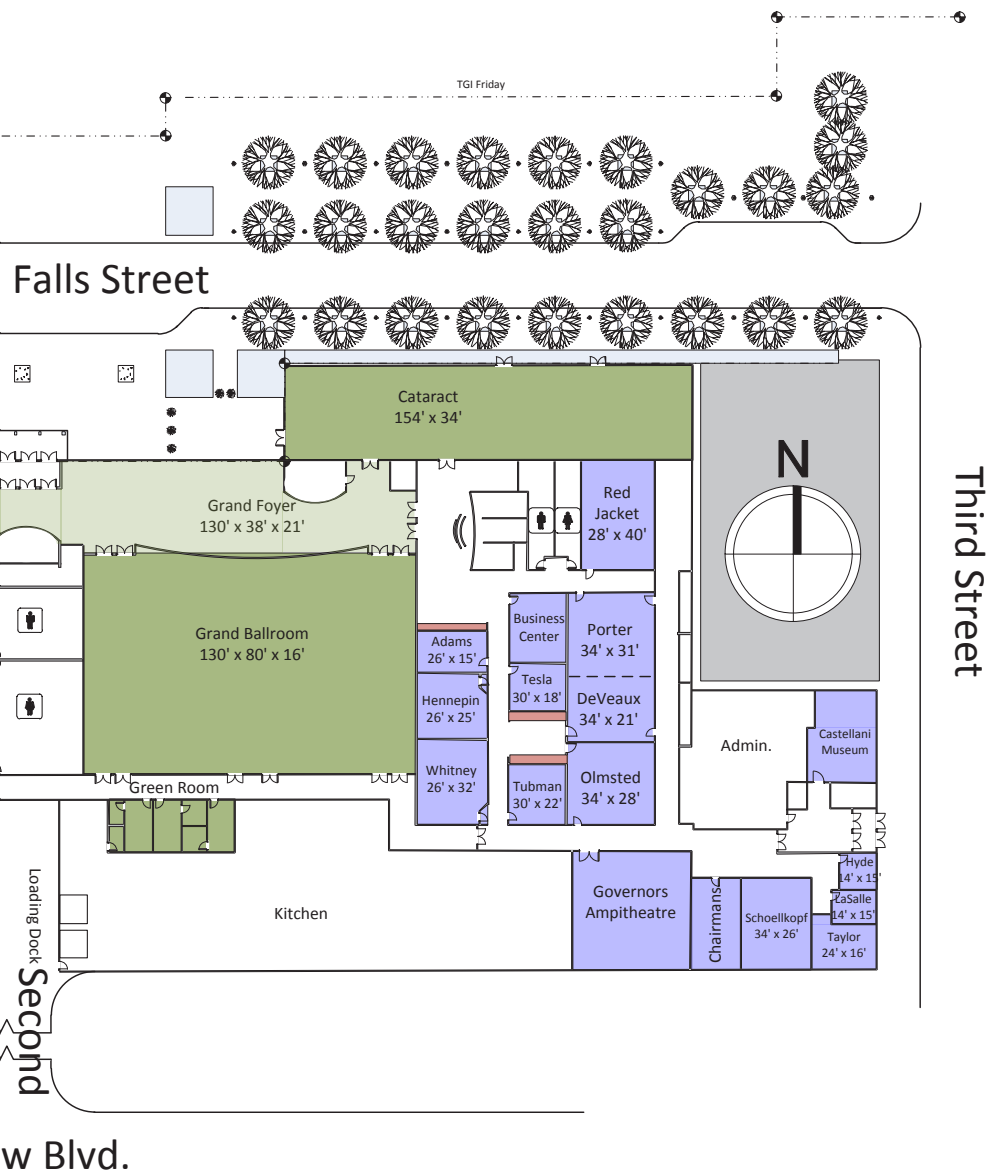 TGI Friday
Falls Street
Cataract
154' x 34'
N
Third Street
Grand Foyer
130' x 38' x 21'
Red
Jacket
28' x 40'
Grand Ballroom
130' x 80' x 16'
Adams
26' x 15'
Business
Center
Porter
34' x 31'
Tesla
30' x 18'
Hennepin
26' x 25'
DeVeaux
34' x 21'
Admin.
Castellani
Museum
Whitney
26' x 32'
Tubman
30' x 22'
Olmsted
34' x 28'
Green Room
Hyde
14' x 15'
LaSalle
14' x 15'
Loading Dock
Kitchen
Governors
Ampitheatre
Chairmans
Schoellkopf
34' x 26'
Taylor
24' x 16'
Second
w Blvd.